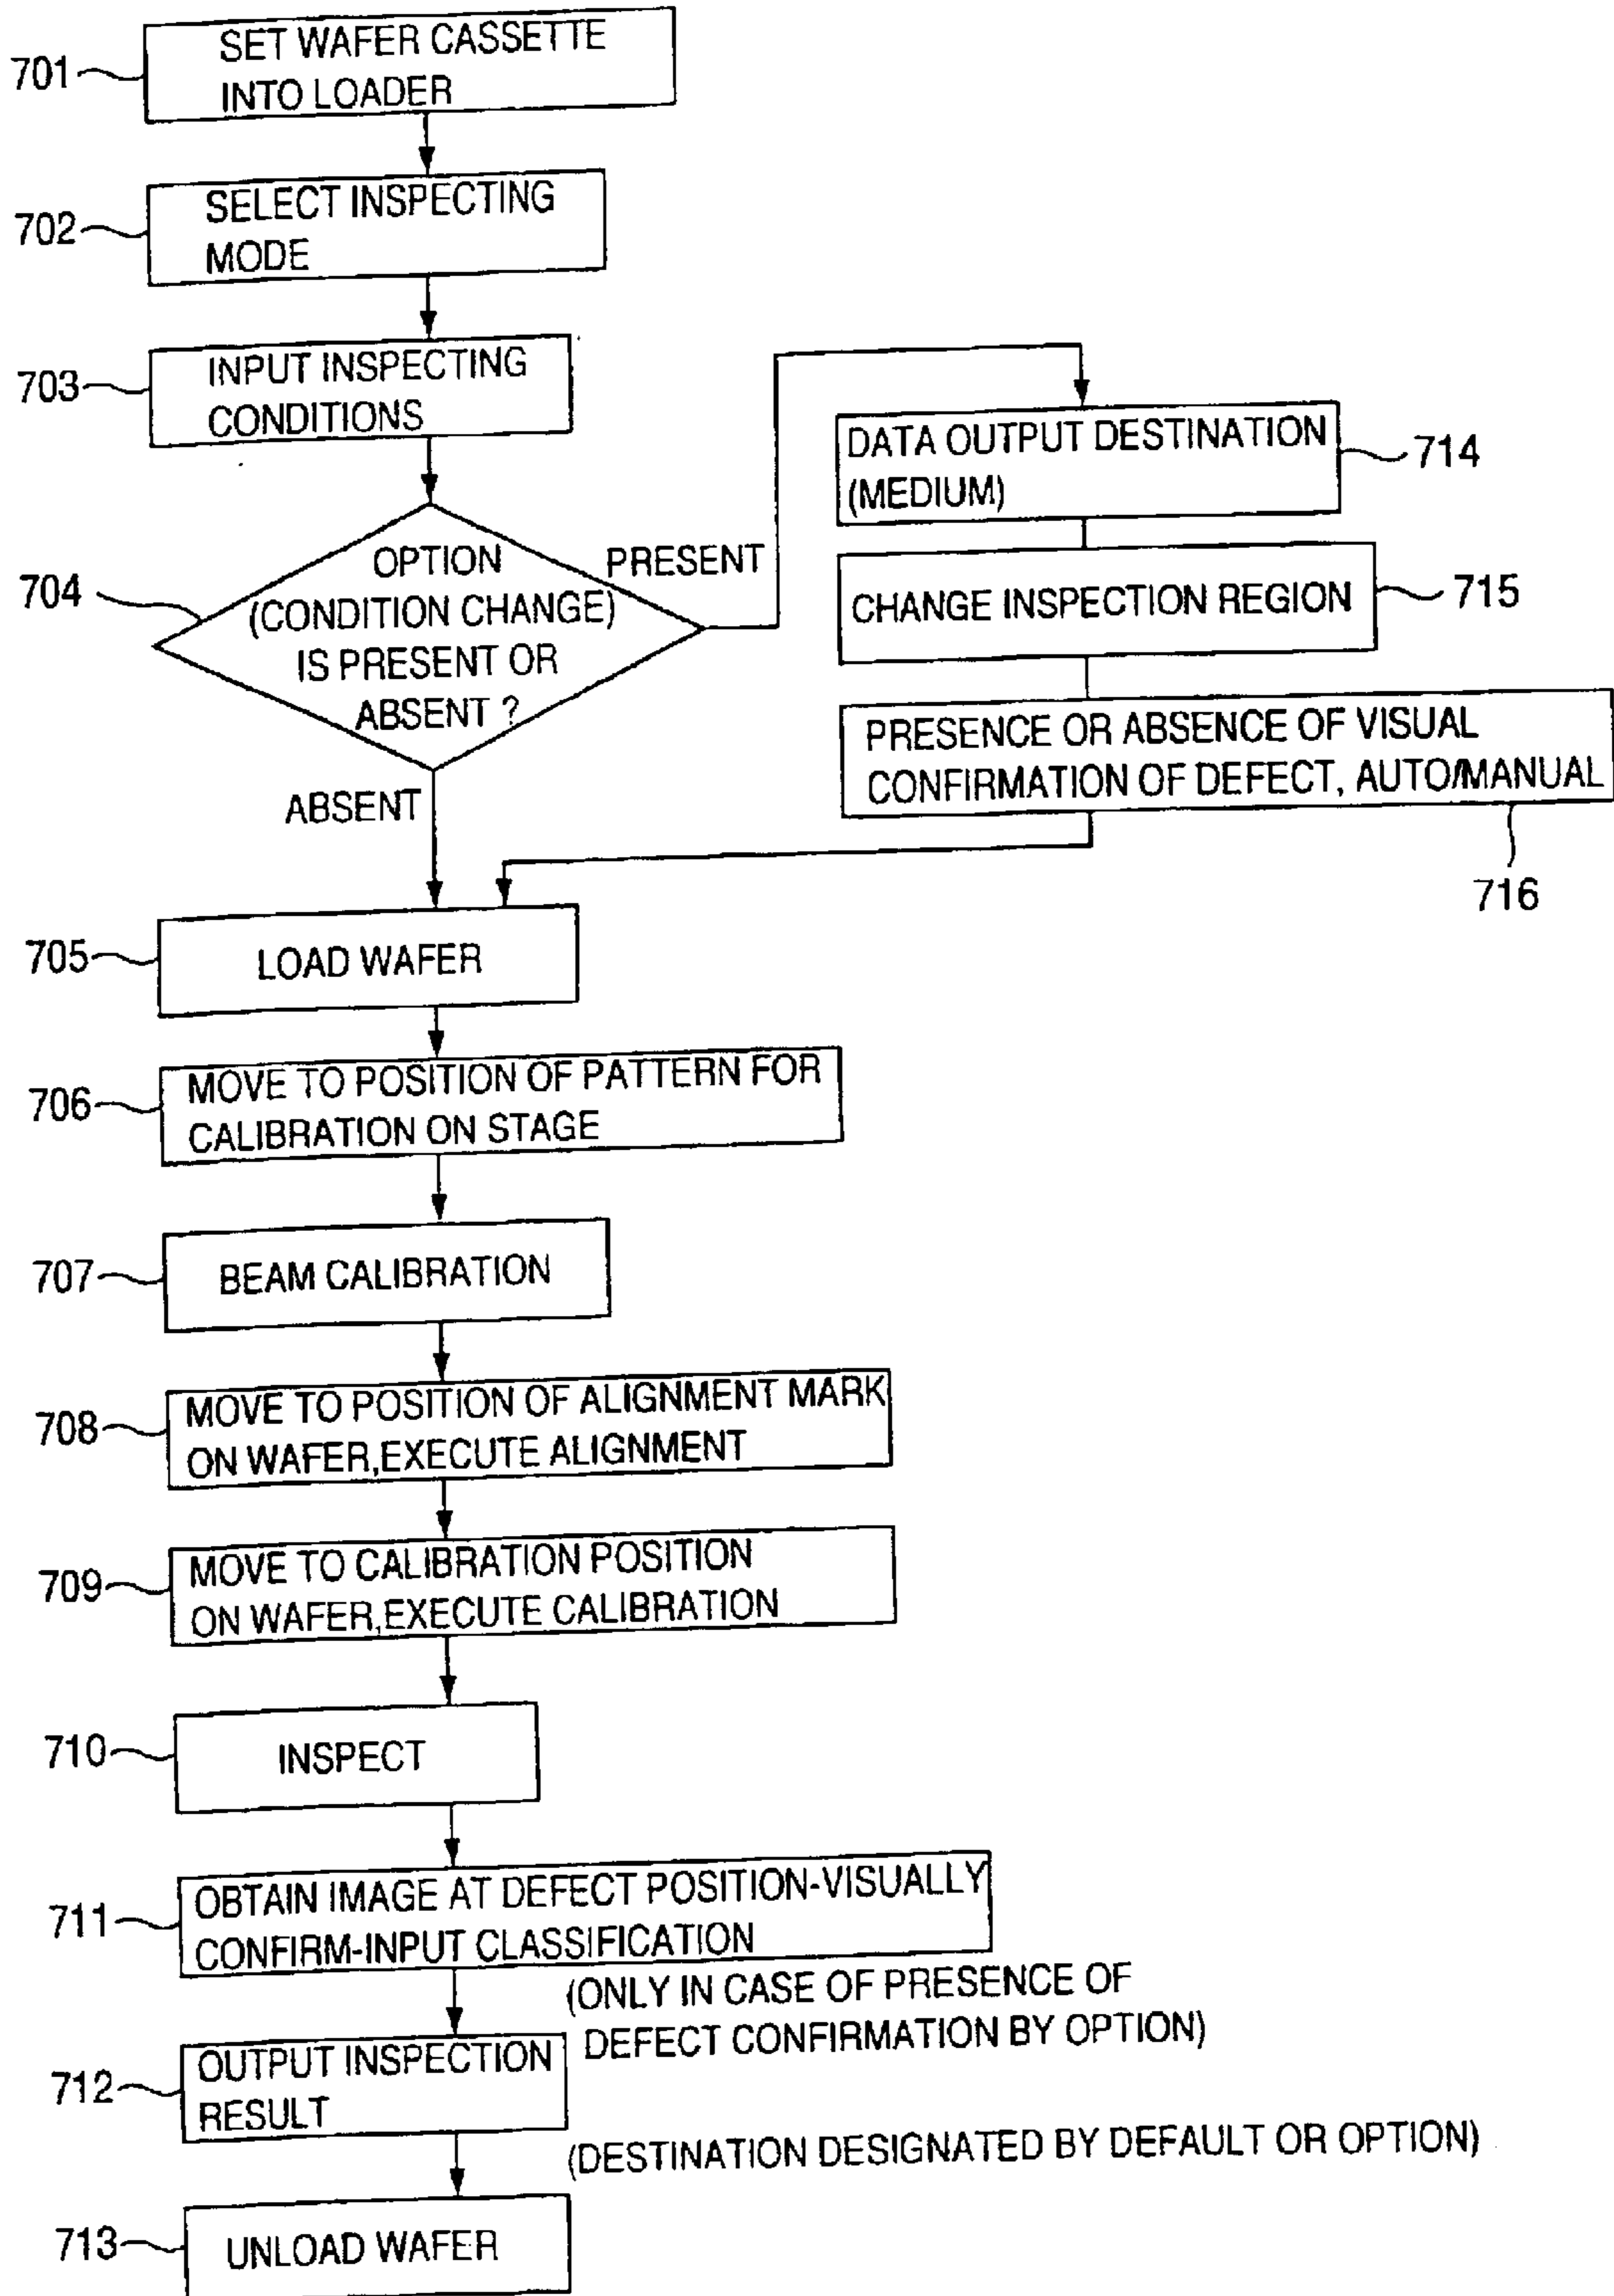 701
SET WAFER CASSETTE
INTO LOADER
702
SELECT INSPECTING
MODE
703
INPUT INSPECTING
CONDITIONS
704
OPTION
(CONDITION CHANGE)
IS PRESENT OR
ABSENT ?
PRESENT
ABSENT
DATA OUTPUT DESTINATION
(MEDIUM)
714
CHANGE INSPECTION REGION
715
PRESENCE OR ABSENCE OF VISUAL
CONFIRMATION OF DEFECT, AUTO/MANUAL
716
705
LOAD WAFER
706
MOVE TO POSITION OF PATTERN FOR
CALIBRATION ON STAGE
707
BEAM CALIBRATION
708
MOVE TO POSITION OF ALIGNMENT MARK
ON WAFER,EXECUTE ALIGNMENT
709
MOVE TO CALIBRATION POSITION
ON WAFER,EXECUTE CALIBRATION
710
INSPECT
711
OBTAIN IMAGE AT DEFECT POSITION-VISUALLY
CONFIRM-INPUT CLASSIFICATION
(ONLY IN CASE OF PRESENCE OF
DEFECT CONFIRMATION BY OPTION)
712
OUTPUT INSPECTION
RESULT
(DESTINATION DESIGNATED BY DEFAULT OR OPTION)
713
UNLOAD WAFER